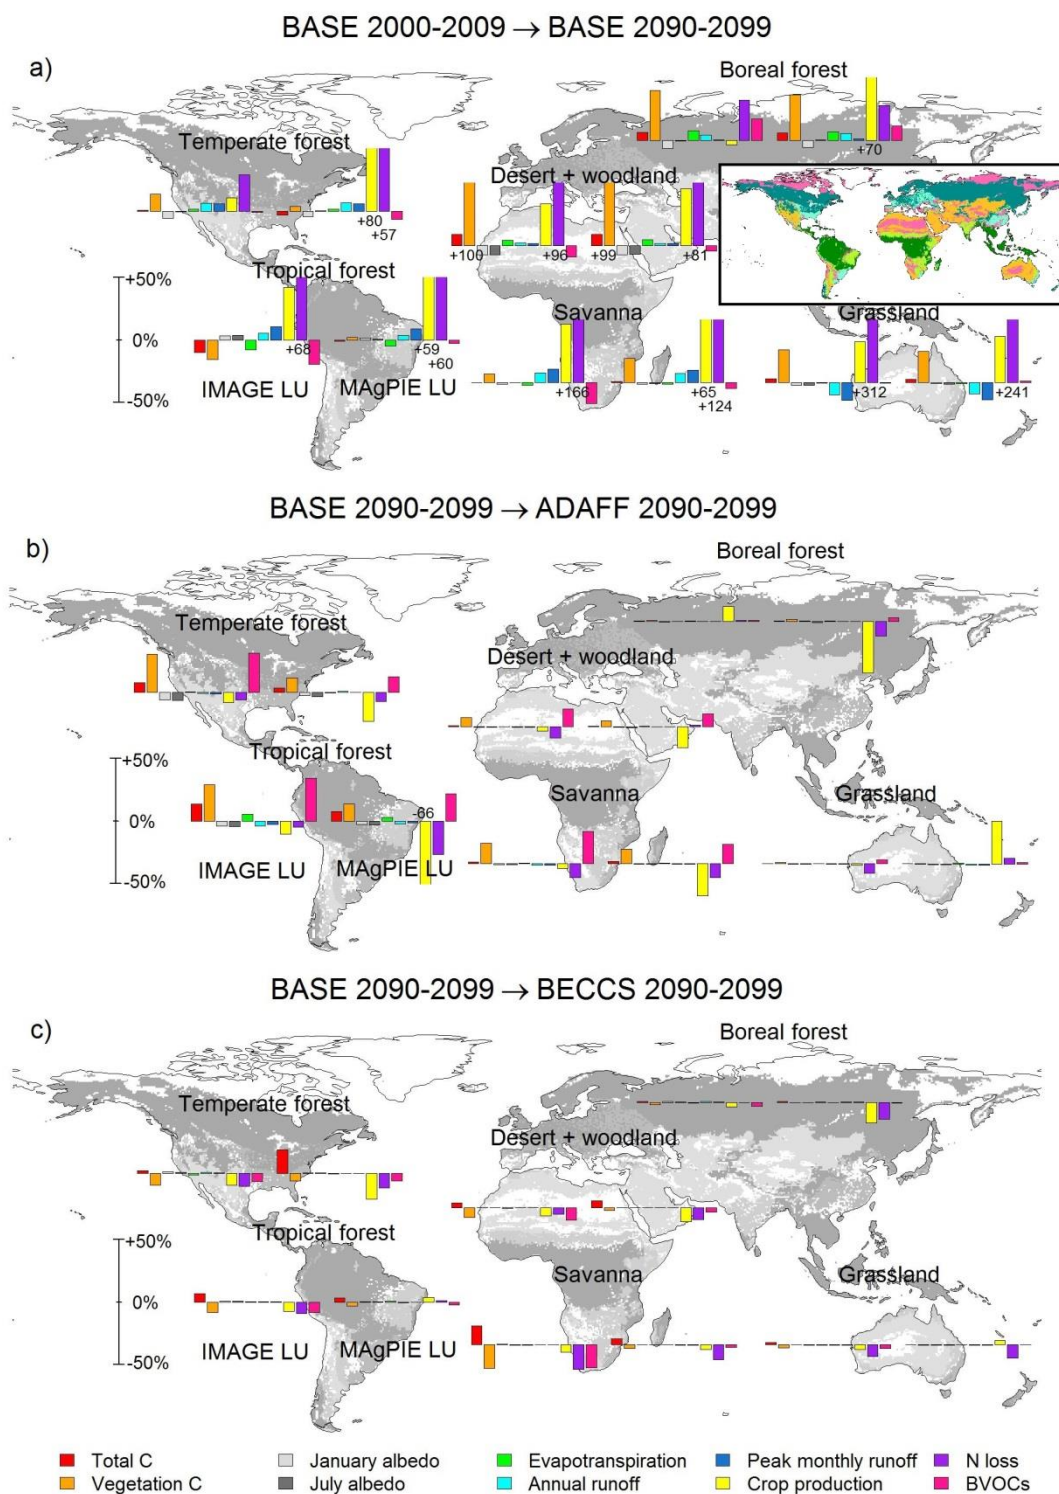 BASE 2000-2009 → BASE 2090-2099
a)
Boreal forest
Temperate forest
+70
Desert + woodland
+80
+57
+100
+96
+99
+81
Tropical forest
+50%
Savanna
Grassland
0%
+68
+59
+60
IMAGE LU
MAgPIE LU
+166
+65
+124
+312
+241
-50%
BASE 2090-2099 → ADAFF 2090-2099
b)
Boreal forest
Temperate forest
Desert + woodland
Tropical forest
+50%
Savanna
Grassland
-66
0%
IMAGE LU
MAgPIE LU
-50%
BASE 2090-2099 → BECCS 2090-2099
c)
Boreal forest
Temperate forest
Desert + woodland
Tropical forest
+50%
Savanna
Grassland
0%
IMAGE LU
MAgPIE LU
-50%
Total C
January albedo
Evapotranspiration
Peak monthly runoff
N loss
Vegetation C
July albedo
Annual runoff
Crop production
BVOCs